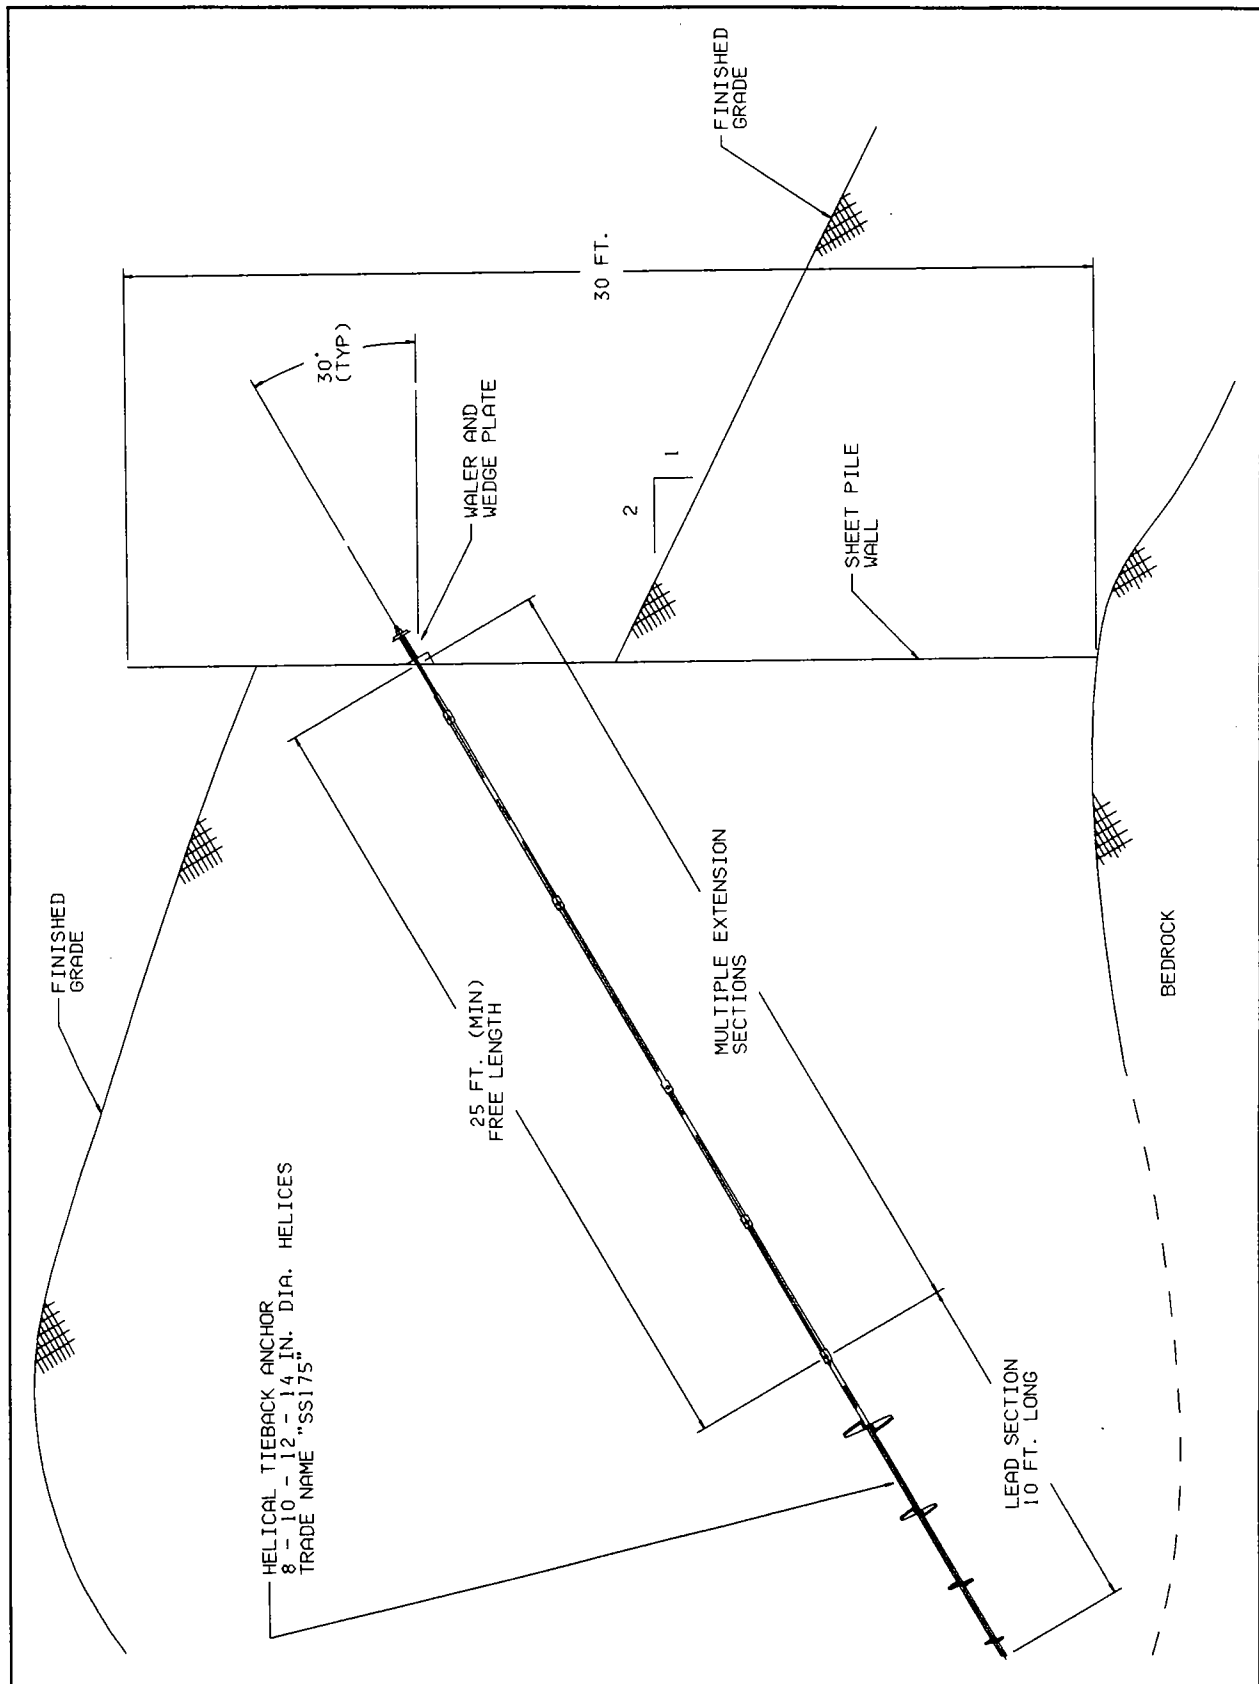 HELICAL TIEBACK ANCHOR
8 - 10 - 12 - 14 IN. DIA. HELICES
TRADE NAME "SS175"
FINISHED
GRADE
25 FT. (MIN)
FREE LENGTH
30°
(TYP)
WALER AND
WEDGE PLATE
30 FT.
FINISHED
GRADE
2
1
MULTIPLE EXTENSION
SECTIONS
SHEET PILE
WALL
LEAD SECTION
10 FT. LONG
BEDROCK